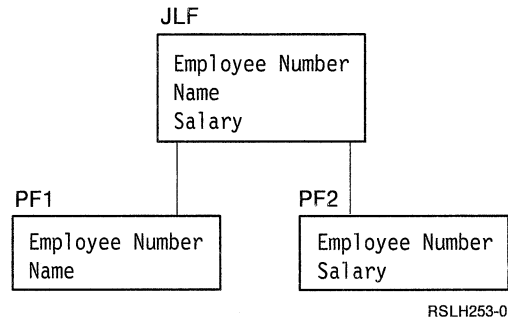 JLF
Employee Number
Name
Salary
PF1
Employee Number
Name
PF2
Employee Number
Salary
RSLH253-0